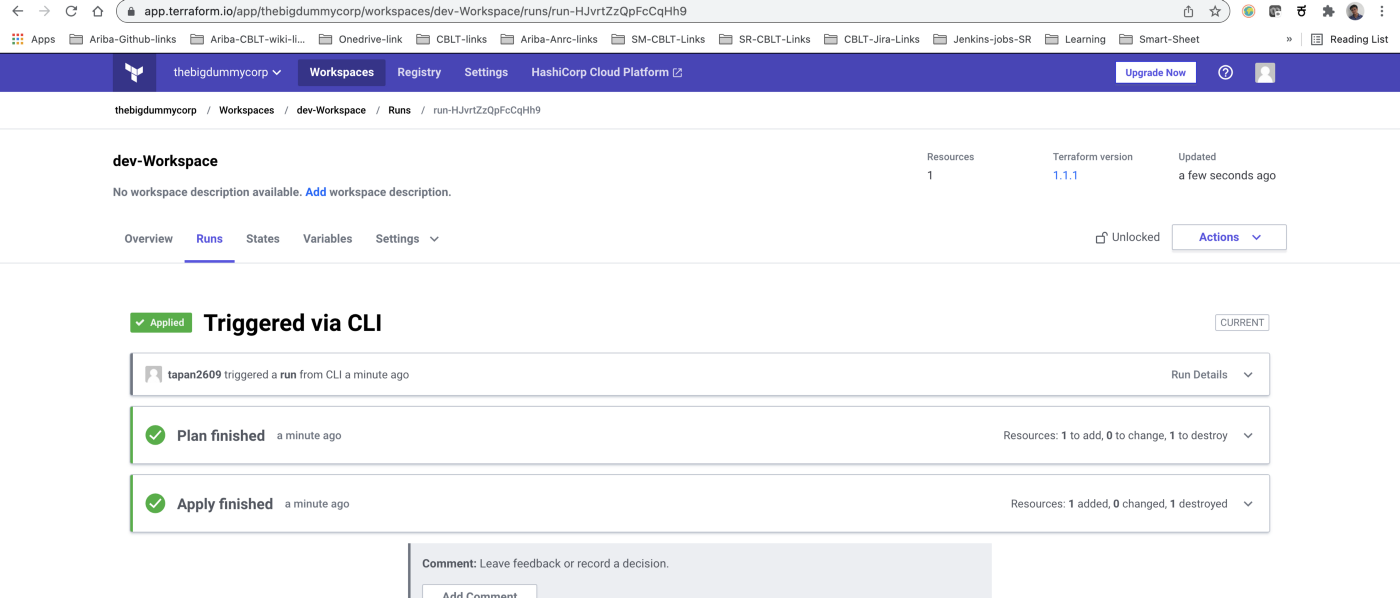 app.terraform.io/app/thebigdummycorp/workspaces/dev-Workspace/runs/run-HJvrtZzQpFcCqHh9
Apps Ariba-Github-links Ariba-CBLT-wiki-li... Onedrive-link CBLT-links Ariba-Anrc-links SM-CBLT-Links SR-CBLT-Links CBLT-Jira-Links Jenkins-jobs-SR Learning Smart-Sheet » Reading List
thebigdummycorp Workspaces Registry Settings HashiCorp Cloud Platform Upgrade Now
thebigdummycorp / Workspaces / dev-Workspace / Runs / run-HJvrtZzQpFcCqHh9
dev-Workspace
Resources Terraform version Updated
1 1.1.1 a few seconds ago
No workspace description available. Add workspace description.
Overview Runs States Variables Settings Unlocked Actions
Applied Triggered via CLI CURRENT
tapan2609 triggered a run from CLI a minute ago Run Details
Plan finished a minute ago Resources: 1 to add, 0 to change, 1 to destroy
Apply finished a minute ago Resources: 1 added, 0 changed, 1 destroyed
Comment: Leave feedback or record a decision.
Add Comment